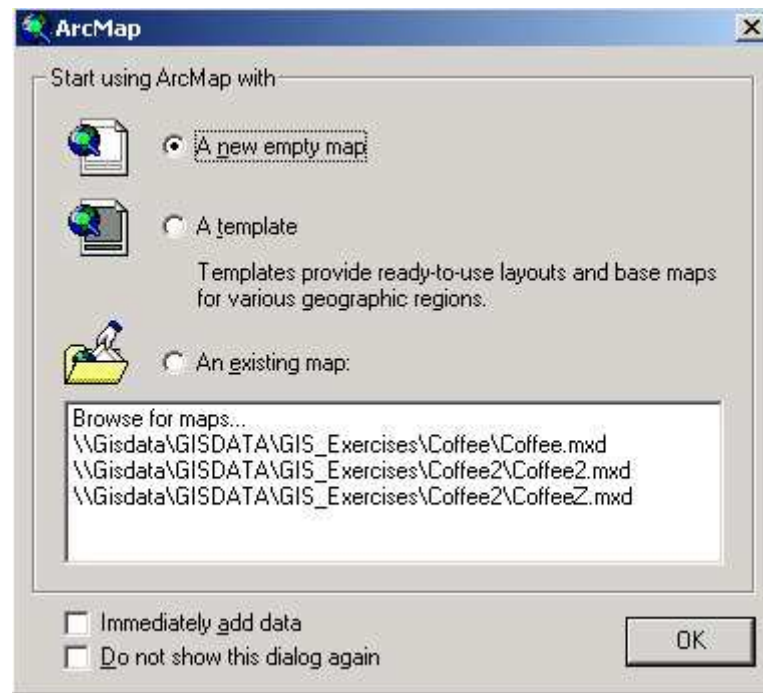 ArcMap
Start using ArcMap with
A new empty map
A template
Templates provide ready-to-use layouts and base maps
for various geographic regions.
An existing map:
Browse for maps...
\\Gisdata\GISDATA\GIS_Exercises\Coffee\Coffee.mxd
\\Gisdata\GISDATA\GIS_Exercises\Coffee2\Coffee2.mxd
\\Gisdata\GISDATA\GIS_Exercises\Coffee2\CoffeeZ.mxd
Immediately add data
Do not show this dialog again
OK